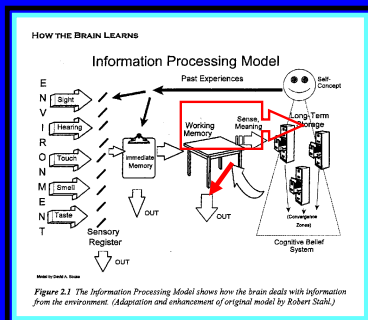 HOW THE BRAIN LEARNS
Information Processing Model
Past Experiences
Self-
Concept
ENVIRONMENT
Sight
Hearing
Touch
Smell
Taste
Immediate
Memory
Working
Memory
Sense,
Meaning
Long-Term
Storage
OUT
OUT
Sensory
Register
OUT
(Convergence
Zones)
Cognitive Belief
System
Model by David A. Sousa
Figure 2.1 The Information Processing Model shows how the brain deals with information
from the environment. (Adaptation and enhancement of original model by Robert Stahl.)